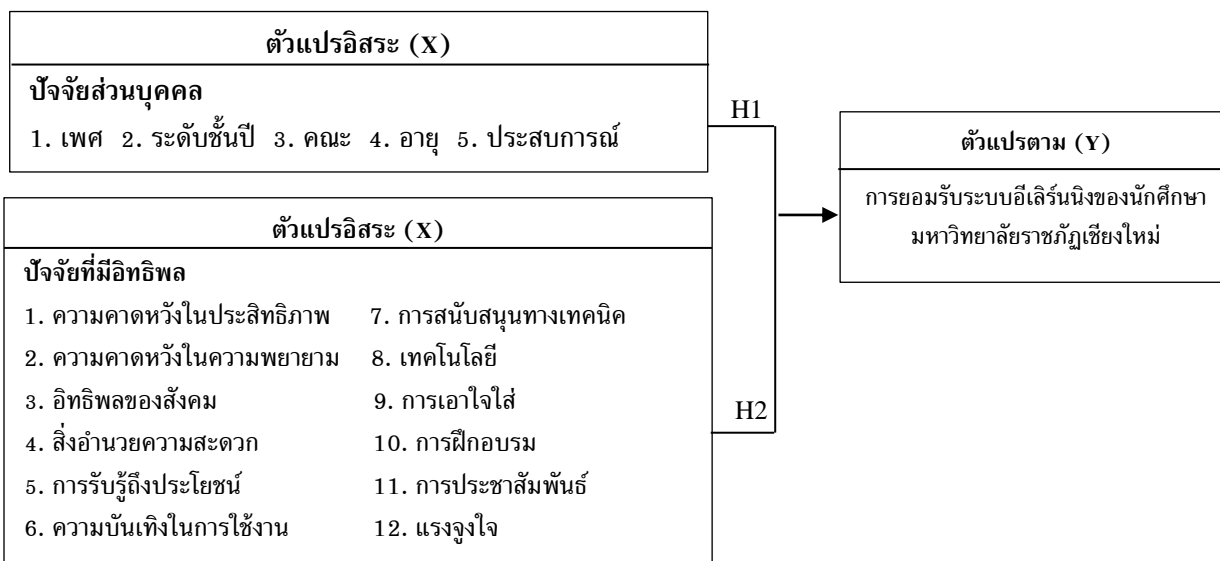 ตัวแปรอิสระ (X)
ปัจจัยส่วนบุคคล
1. เพศ 2. ระดับชั้นปี 3. คณะ 4. อายุ 5. ประสบการณ์
H1
ตัวแปรตาม (Y)
การยอมรับระบบอีเลิร์นนิงของนักศึกษา
มหาวิทยาลัยราชภัฏเชียงใหม่
ตัวแปรอิสระ (X)
ปัจจัยที่มีอิทธิพล
1. ความคาดหวังในประสิทธิภาพ
2. ความคาดหวังในความพยายาม
3. อิทธิพลของสังคม
4. สิ่งอำนวยความสะดวก
5. การรับรู้ถึงประโยชน์
6. ความบันเทิงในการใช้งาน
7. การสนับสนุนทางเทคนิค
8. เทคโนโลยี
9. การเอาใจใส่
10. การฝึกอบรม
11. การประชาสัมพันธ์
12. แรงจูงใจ
H2